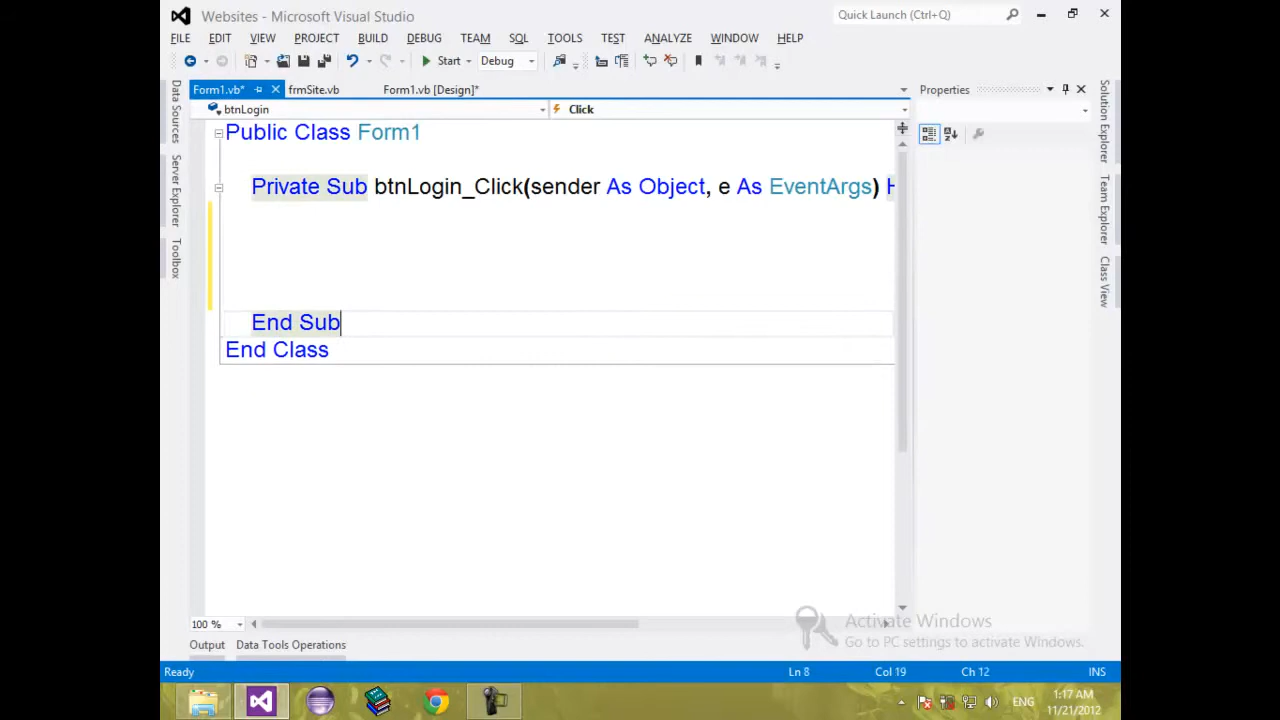 Websites - Microsoft Visual Studio
Quick Launch (Ctrl+Q)
FILE EDIT VIEW PROJECT BUILD DEBUG TEAM SQL TOOLS TEST ANALYZE WINDOW HELP
Start Debug
Form1.vb* frmSite.vb Form1.vb [Design]*
Properties
btnLogin Click
Public Class Form1
Private Sub btnLogin_Click(sender As Object, e As EventArgs) H
End Sub
End Class
Data Sources
Server Explorer
Toolbox
Solution Explorer
Team Explorer
Class View
100 %
Activate Windows
Go to PC settings to activate Windows.
Output Data Tools Operations
Ready Ln 8 Col 19 Ch 12 INS
ENG
1:17 AM
11/21/2012